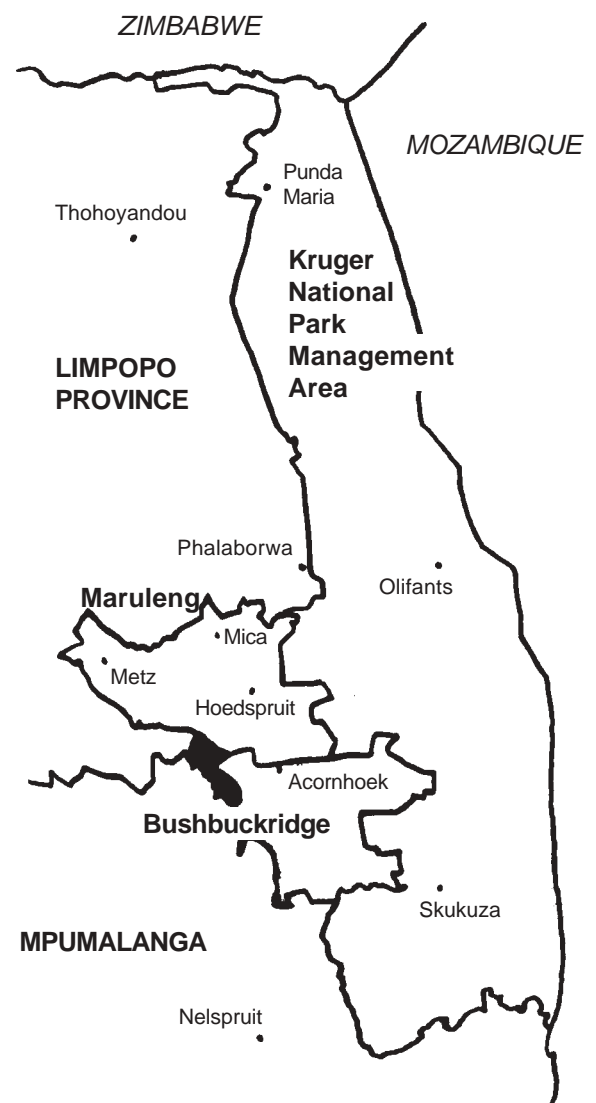 ZIMBABWE
MOZAMBIQUE
Punda
Maria
Thohoyandou
Kruger
National
Park
Management
Area
LIMPOPO
PROVINCE
Phalaborwa
Olifants
Maruleng
Mica
Metz
Hoedspruit
Acornhoek
Bushbuckridge
Skukuza
MPUMALANGA
Nelspruit